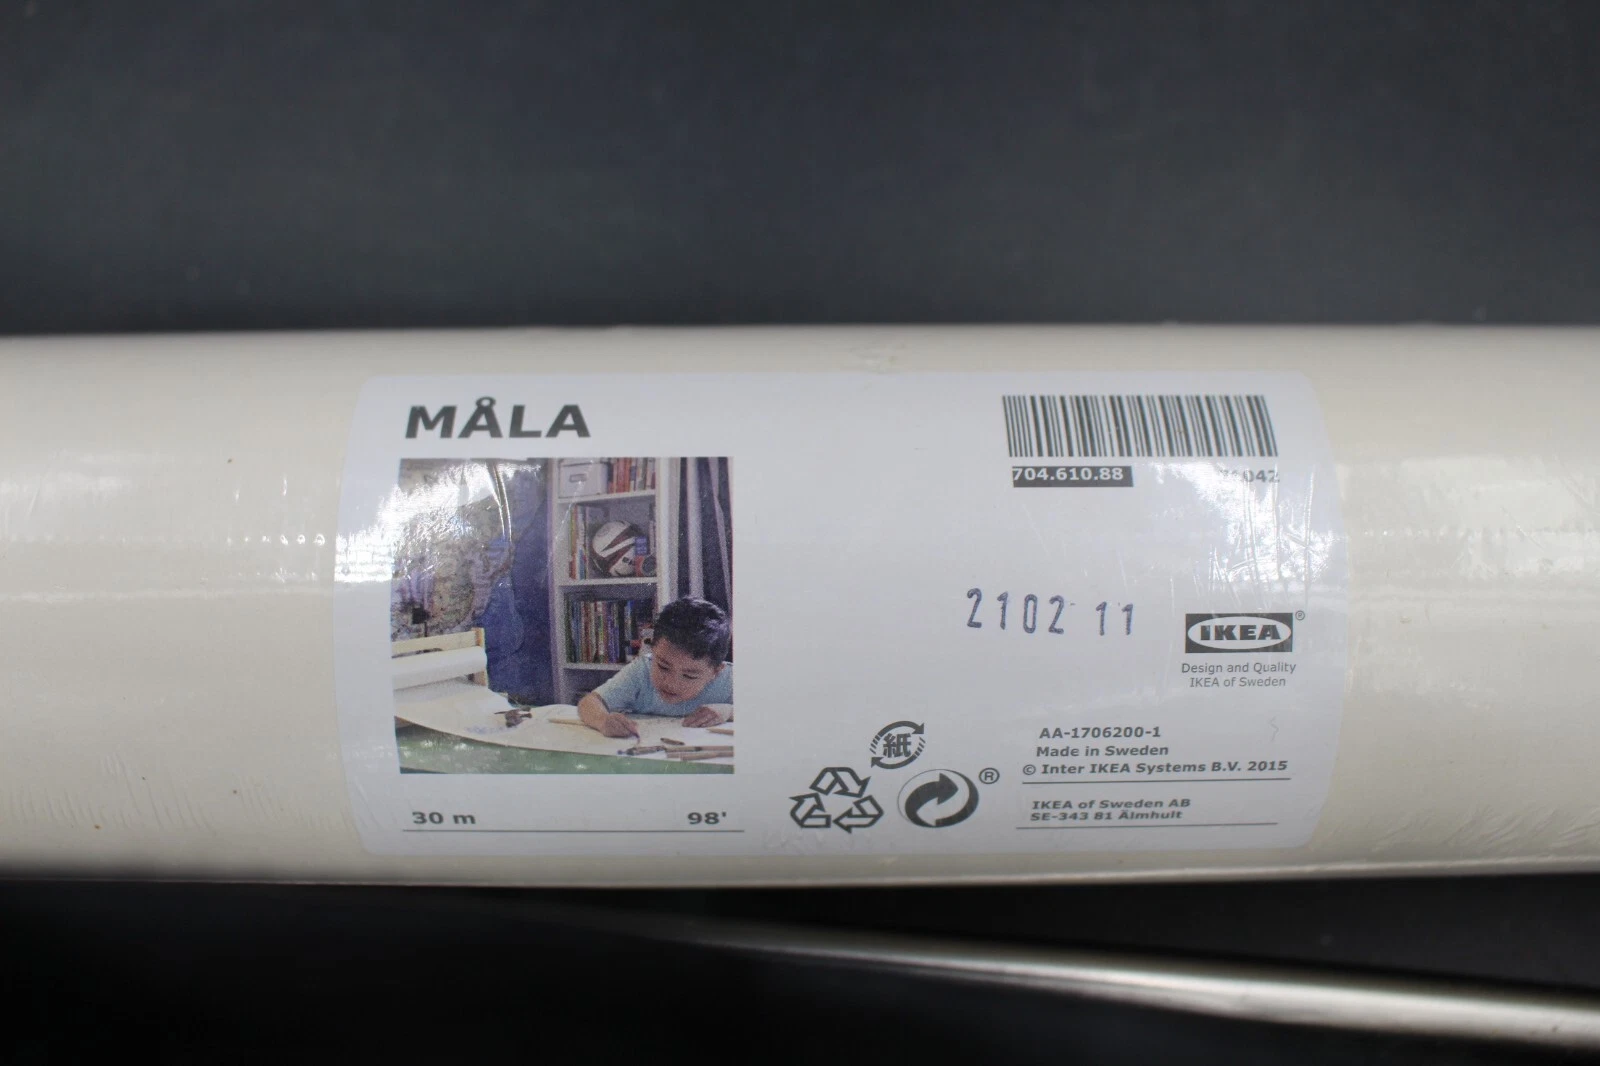 MÅLA
704.610.88
2102 11
IKEA®
Design and Quality
IKEA of Sweden
紙
®
AA-1706200-1
Made in Sweden
© Inter IKEA Systems B.V. 2015
30 m 98'
IKEA of Sweden AB
SE-343 81 Älmhult